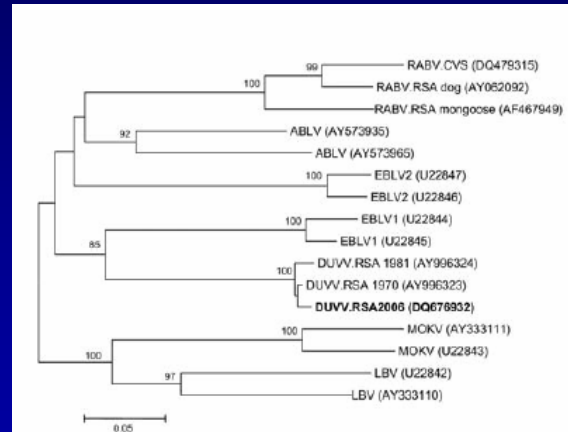 99
RABV.CVS (DQ479315)
100
RABV.RSA dog (AY062092)
RABV.RSA mongoose (AF467949)
92
ABLV (AY573935)
ABLV (AY573965)
100
EBLV2 (U22847)
EBLV2 (U22846)
100
EBLV1 (U22844)
85
EBLV1 (U22845)
100
DUVV.RSA 1981 (AY996324)
DUVV.RSA 1970 (AY996323)
DUVV.RSA2006 (DQ676932)
100
MOKV (AY333111)
100
MOKV (U22843)
97
LBV (U22842)
LBV (AY333110)
0.05